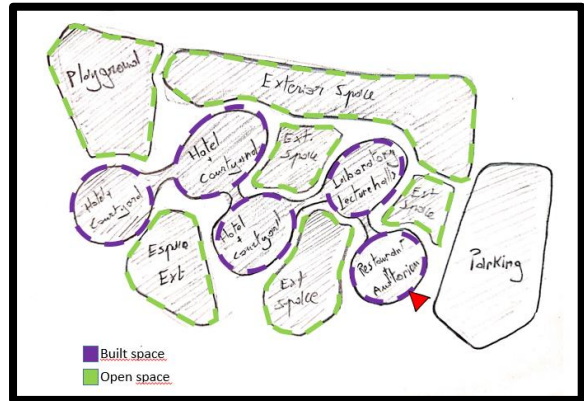 Playground
Exterior Space
Hotel
+
courtyard
Ext
Space
Laboratory
Lecture halls
Hotel
courtyard
Hotel
+
courtyard
Ext
Space
Espace
Ext
Ext
Space
Restaurant
+
Auditorium
Parking
Built space
Open space